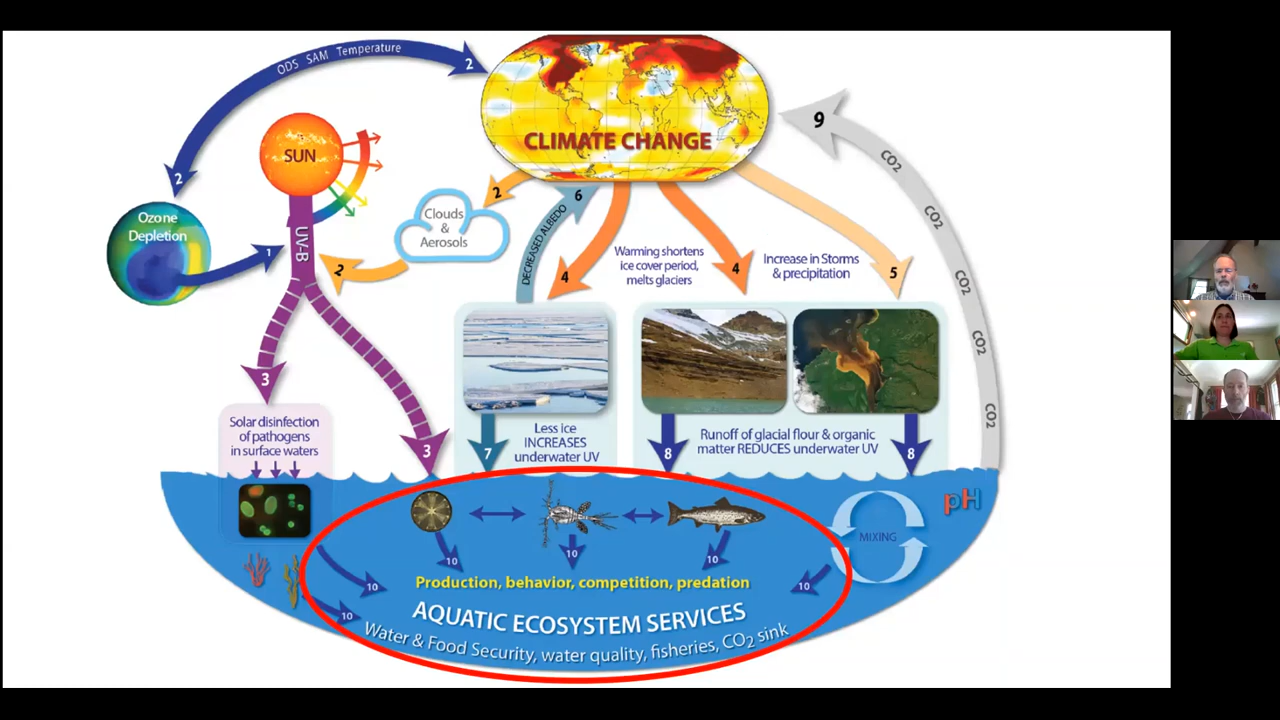 ODS SAM Temperature
2
2
SUN
CLIMATE CHANGE
9
CO2
CO2
CO2
CO2
CO2
Ozone
Depletion
1
UV-B
Clouds
& Aerosols
2
2
DECREASED ALBEDO
6
4
Warming shortens
ice cover period,
melts glaciers
4
Increase in Storms
& precipitation
5
3
3
Solar disinfection
of pathogens
in surface waters
7
Less ice
INCREASES
underwater UV
8
Runoff of glacial flour & organic
matter REDUCES underwater UV
8
pH
MIXING
10
10
10
10
10
10
Production, behavior, competition, predation
AQUATIC ECOSYSTEM SERVICES
Water & Food Security, water quality, fisheries, CO2 sink